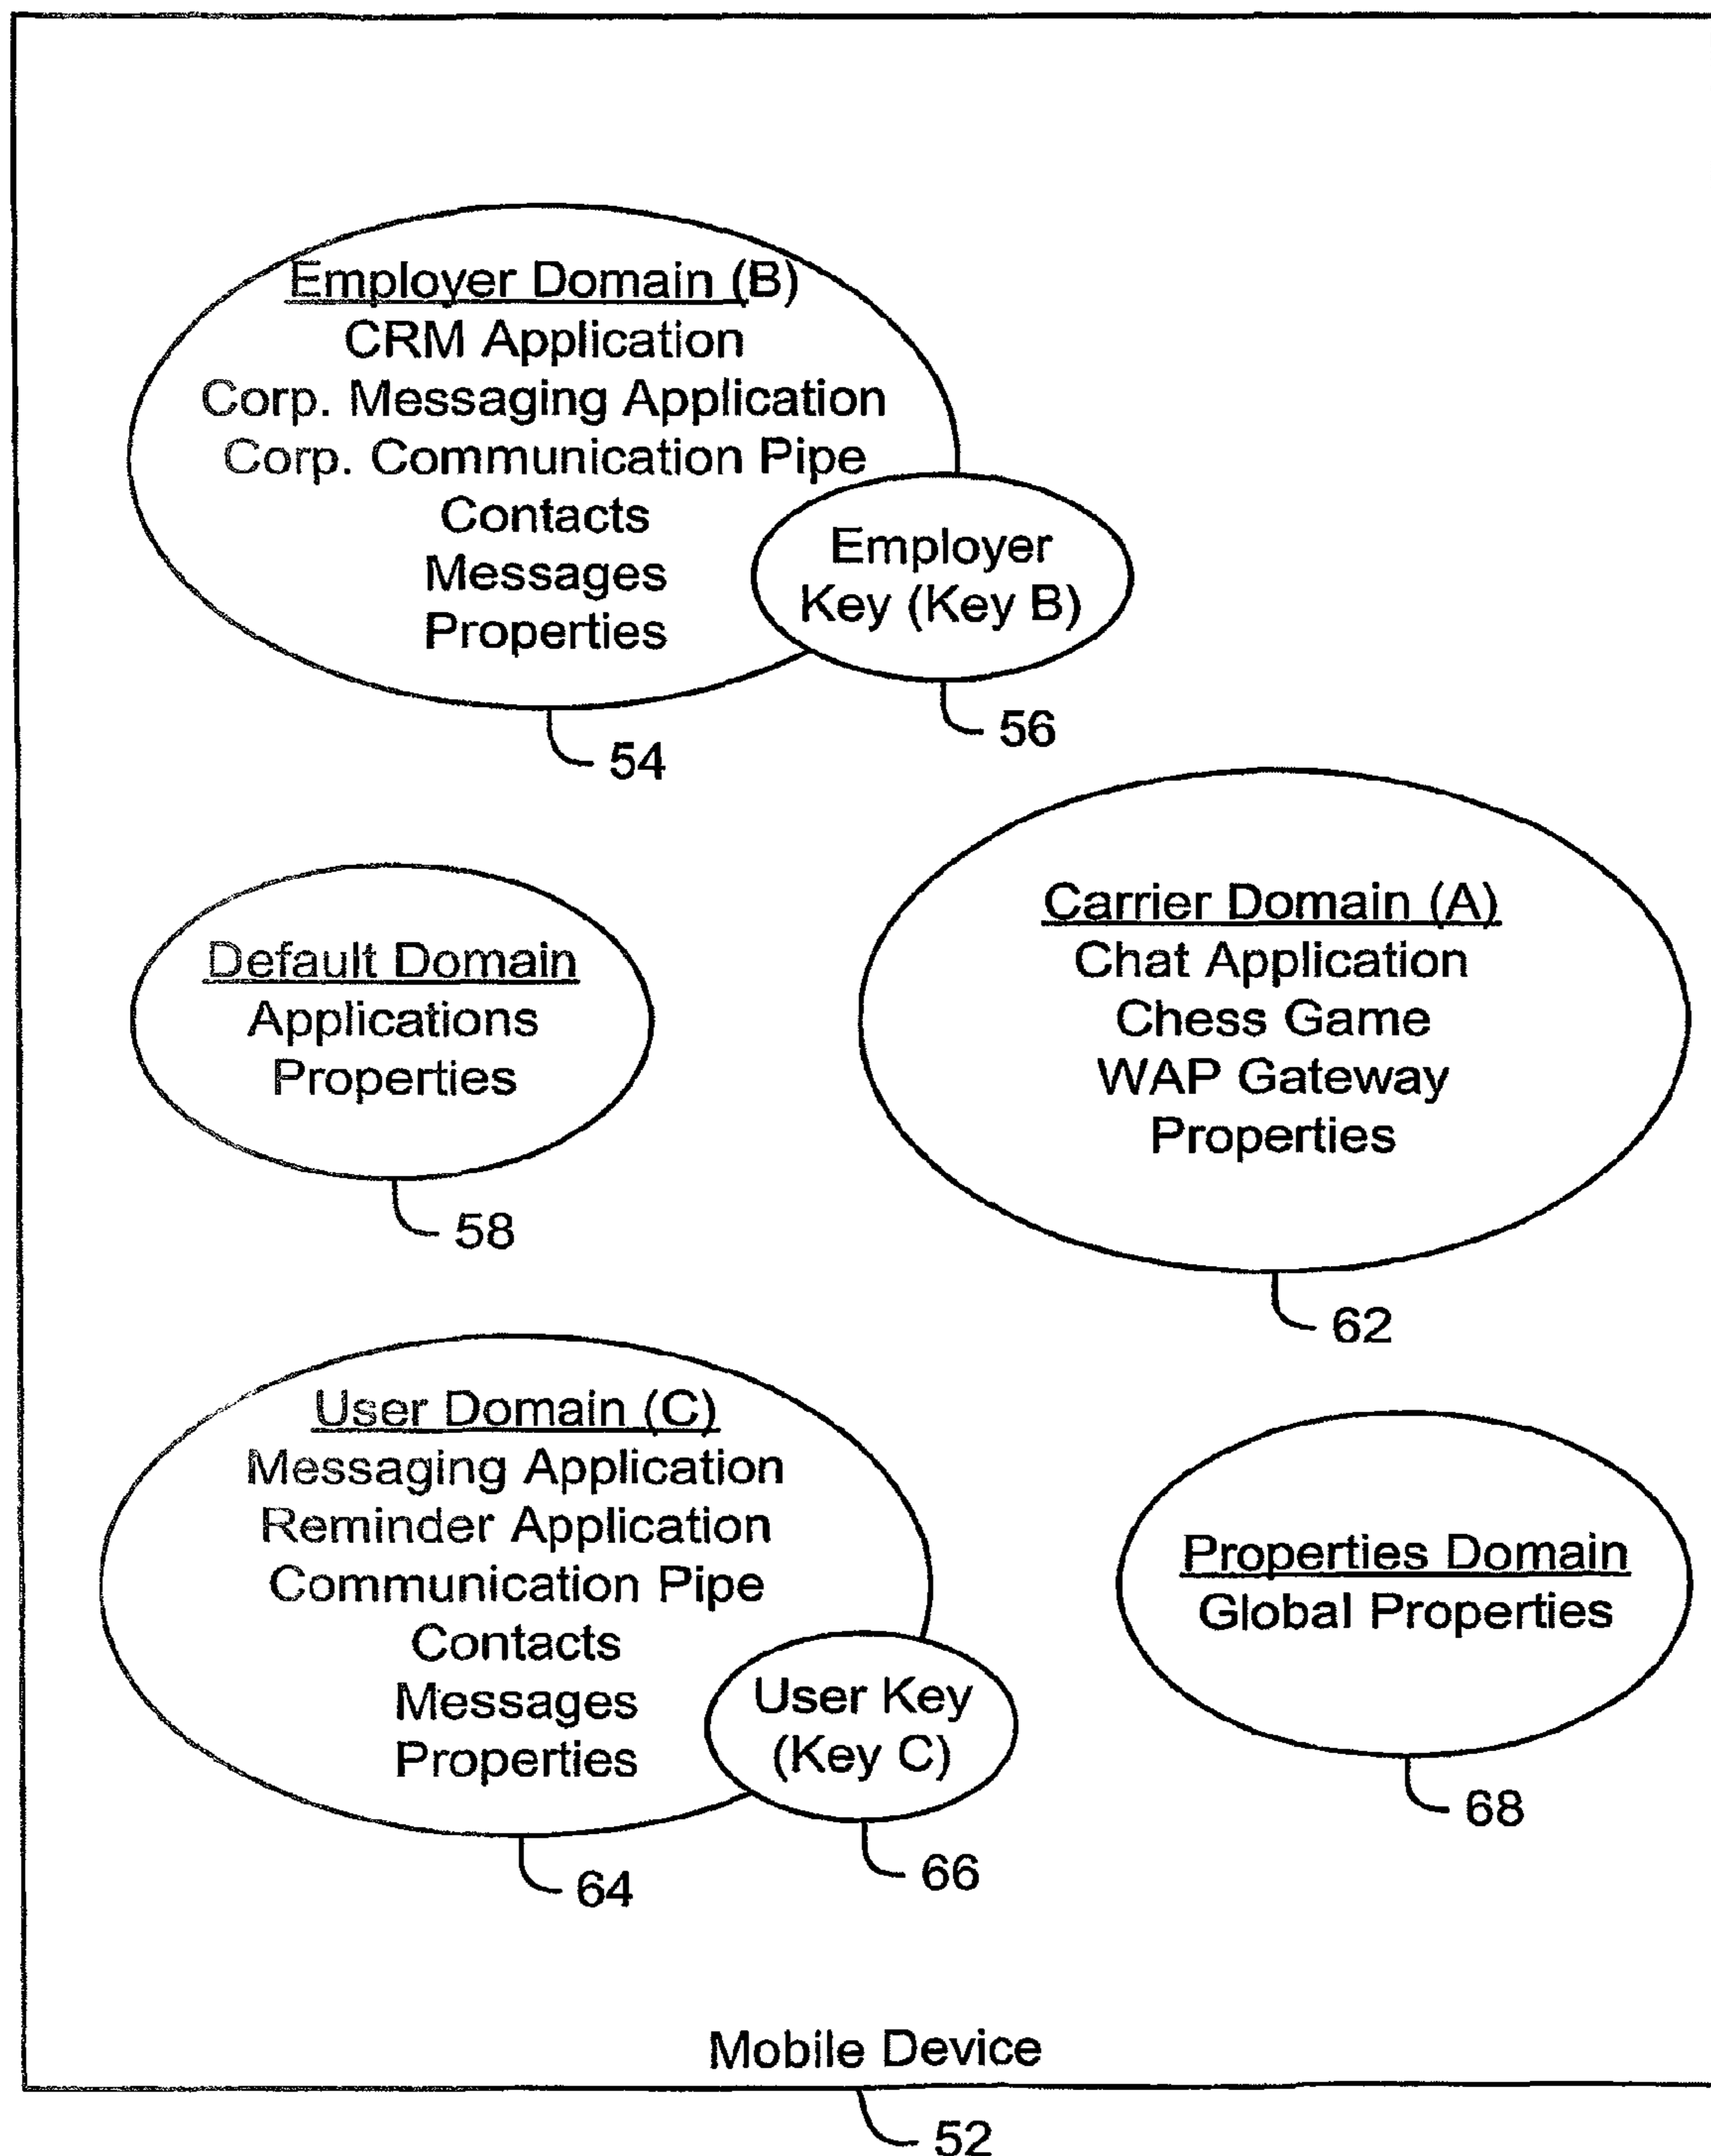 Employer Domain (B)
CRM Application
Corp. Messaging Application
Corp. Communication Pipe
Contacts
Messages
Properties
Employer
Key (Key B)
56
54
Carrier Domain (A)
Chat Application
Chess Game
WAP Gateway
Properties
62
Default Domain
Applications
Properties
58
User Domain (C)
Messaging Application
Reminder Application
Communication Pipe
Contacts
Messages
Properties
User Key
(Key C)
66
64
Properties Domain
Global Properties
68
Mobile Device
52